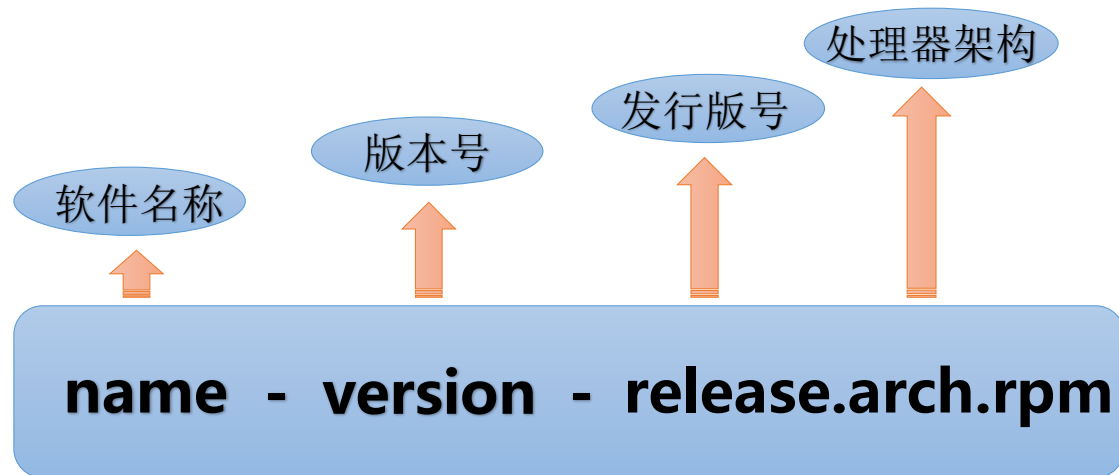 处理器架构
发行版号
版本号
软件名称
name - version - release.arch.rpm